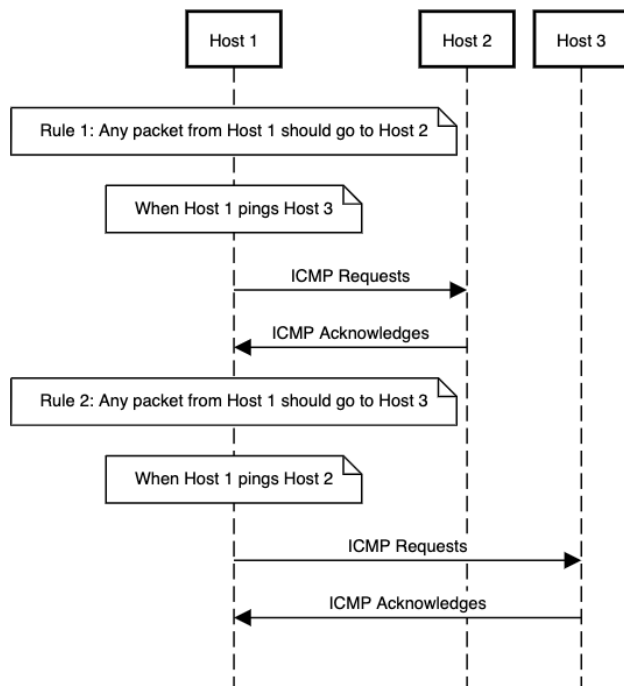 Host 1
Host 2
Host 3
Rule 1: Any packet from Host 1 should go to Host 2
When Host 1 pings Host 3
ICMP Requests
ICMP Acknowledges
Rule 2: Any packet from Host 1 should go to Host 3
When Host 1 pings Host 2
ICMP Requests
ICMP Acknowledges